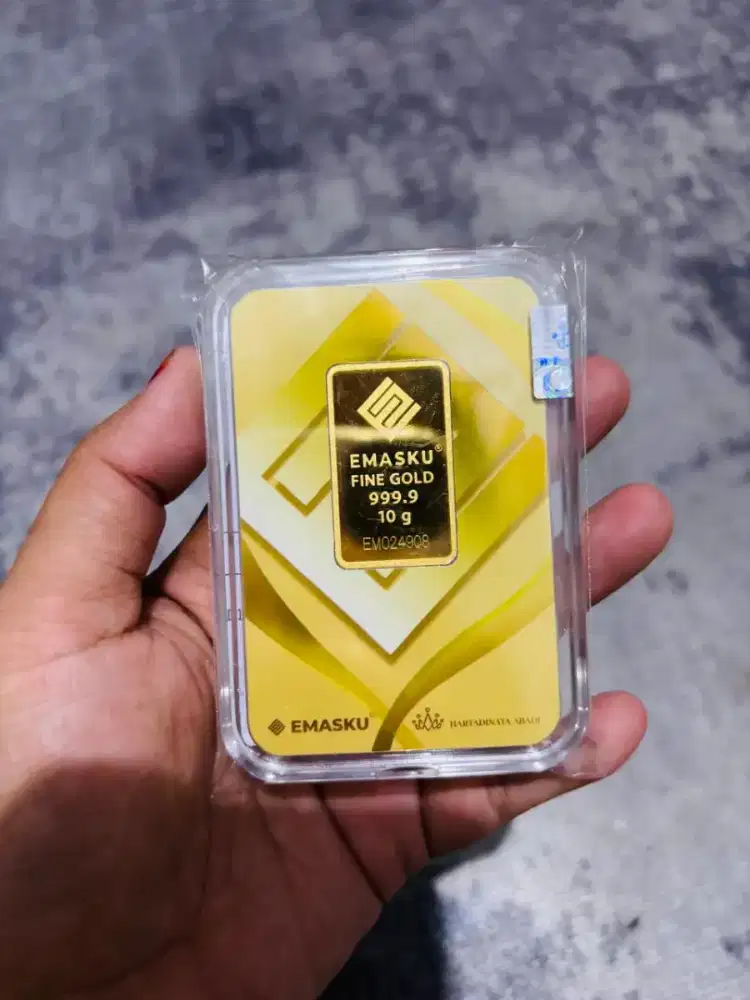 EMASKU®
FINE GOLD
999.9
10 g
EM024908
EMASKU
HARTADINATA ABADI